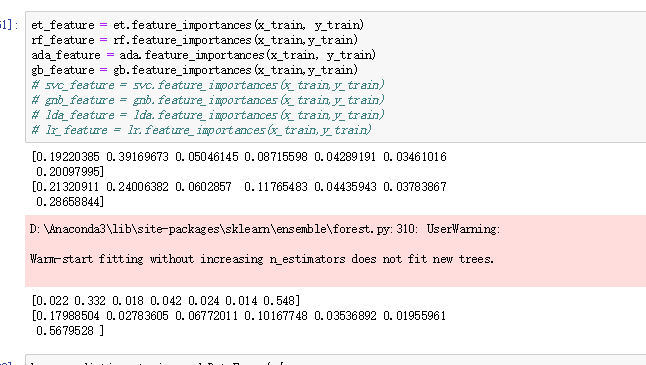 51]:
et_feature = et.feature_importances(x_train, y_train)
rf_feature = rf.feature_importances(x_train,y_train)
ada_feature = ada.feature_importances(x_train, y_train)
gb_feature = gb.feature_importances(x_train,y_train)
# svc_feature = svc.feature_importances(x_train,y_train)
# gnb_feature = gnb.feature_importances(x_train,y_train)
# lda_feature = lda.feature_importances(x_train,y_train)
# lr_feature = lr.feature_importances(x_train,y_train)
[0.19220385 0.39169673 0.05046145 0.08715598 0.04289191 0.03461016
0.20097995]
[0.21320911 0.24006382 0.0602857 0.11765483 0.04435943 0.03783867
0.28658844]
D:\Anaconda3\lib\site-packages\sklearn\ensemble\forest.py:310: UserWarning:
Warm-start fitting without increasing n_estimators does not fit new trees.
[0.022 0.332 0.018 0.042 0.024 0.014 0.548]
[0.17988504 0.02783605 0.06772011 0.10167748 0.03536892 0.01955961
0.5679528 ]